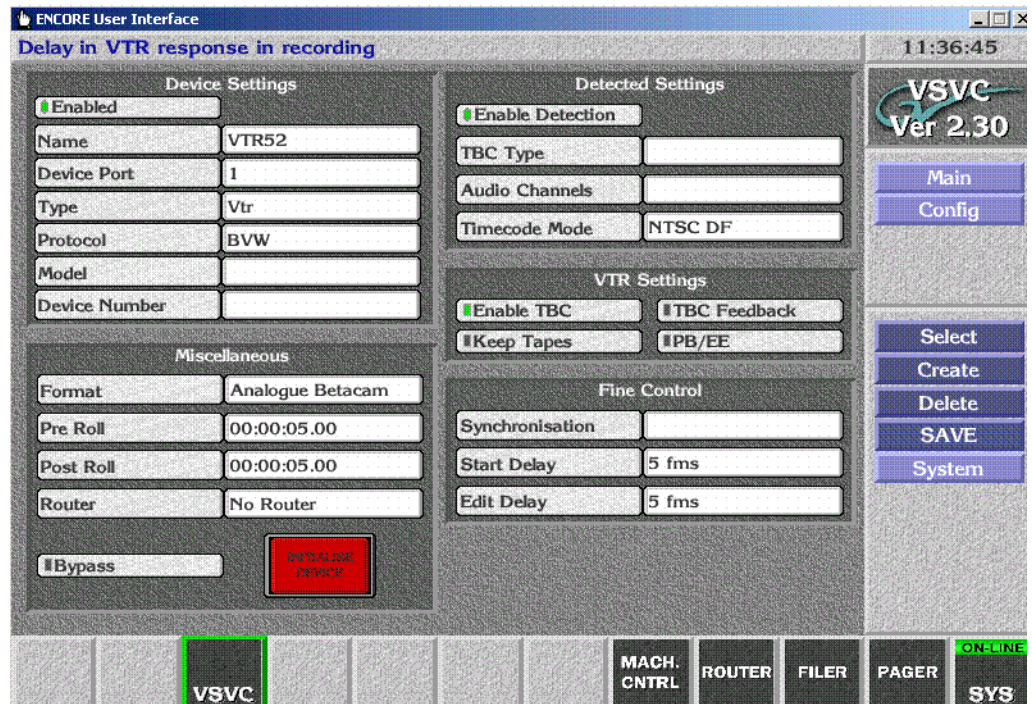 ENCORE User Interface
Delay in VTR response in recording
11:36:45
Device Settings
Enabled
Name VTR52
Device Port 1
Type Vtr
Protocol BVW
Model
Device Number
Miscellaneous
Format Analogue Betacam
Pre Roll 00:00:05.00
Post Roll 00:00:05.00
Router No Router
Bypass
INITIALISE
DEVICE
Detected Settings
Enable Detection
TBC Type
Audio Channels
Timecode Mode NTSC DF
VTR Settings
Enable TBC TBC Feedback
Keep Tapes PB/EE
Fine Control
Synchronisation
Start Delay 5 fms
Edit Delay 5 fms
VSVC
Ver 2.30
Main
Config
Select
Create
Delete
SAVE
System
VSVC
MACH.
CNTRL
ROUTER
FILER
PAGER
ON-LINE
SYS